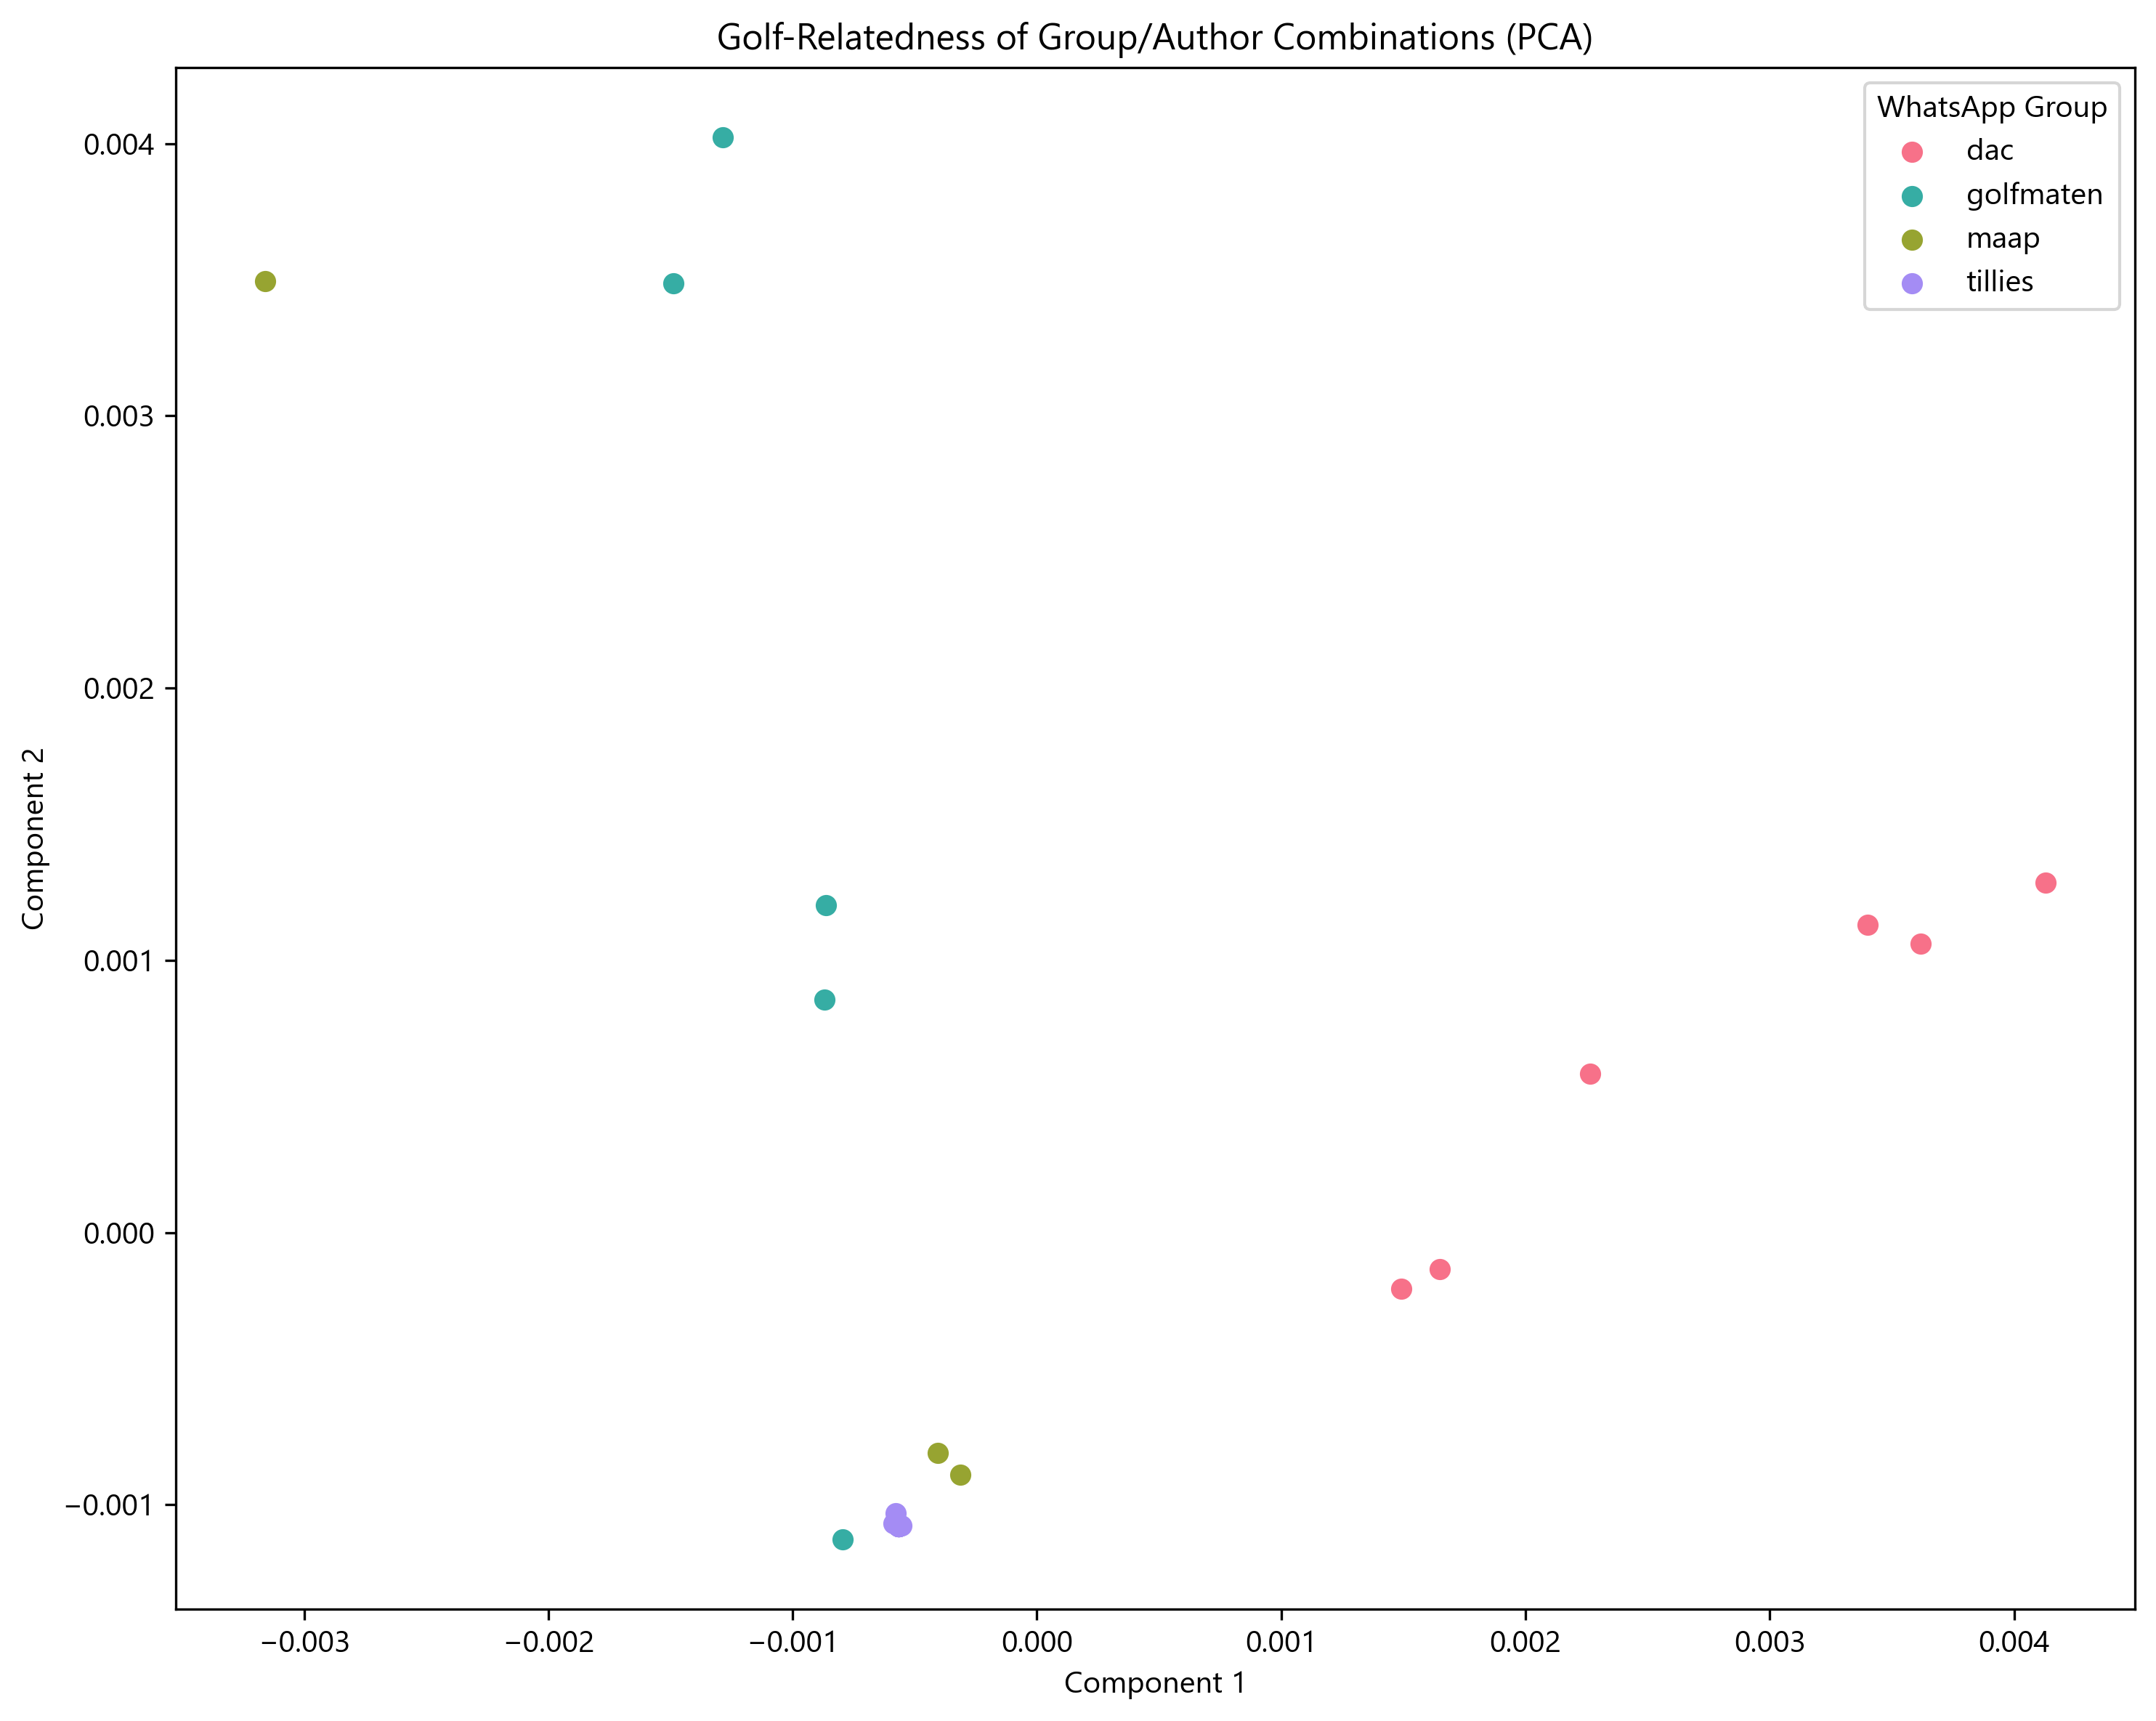 Golf-Relatedness of Group/Author Combinations (PCA)
WhatsApp Group
dac
golfmaten
maap
tillies
0.004
0.003
0.002
0.001
0.000
−0.001
Component 2
−0.003
−0.002
−0.001
0.000
0.001
0.002
0.003
0.004
Component 1